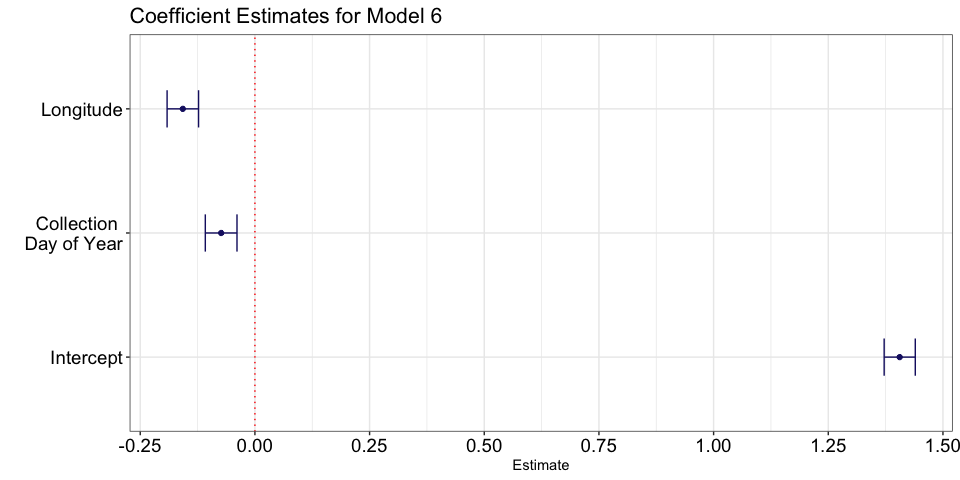 Coefficient Estimates for Model 6
Longitude
Collection
Day of Year
Intercept
-0.25 0.00 0.25 0.50 0.75 1.00 1.25 1.50
Estimate